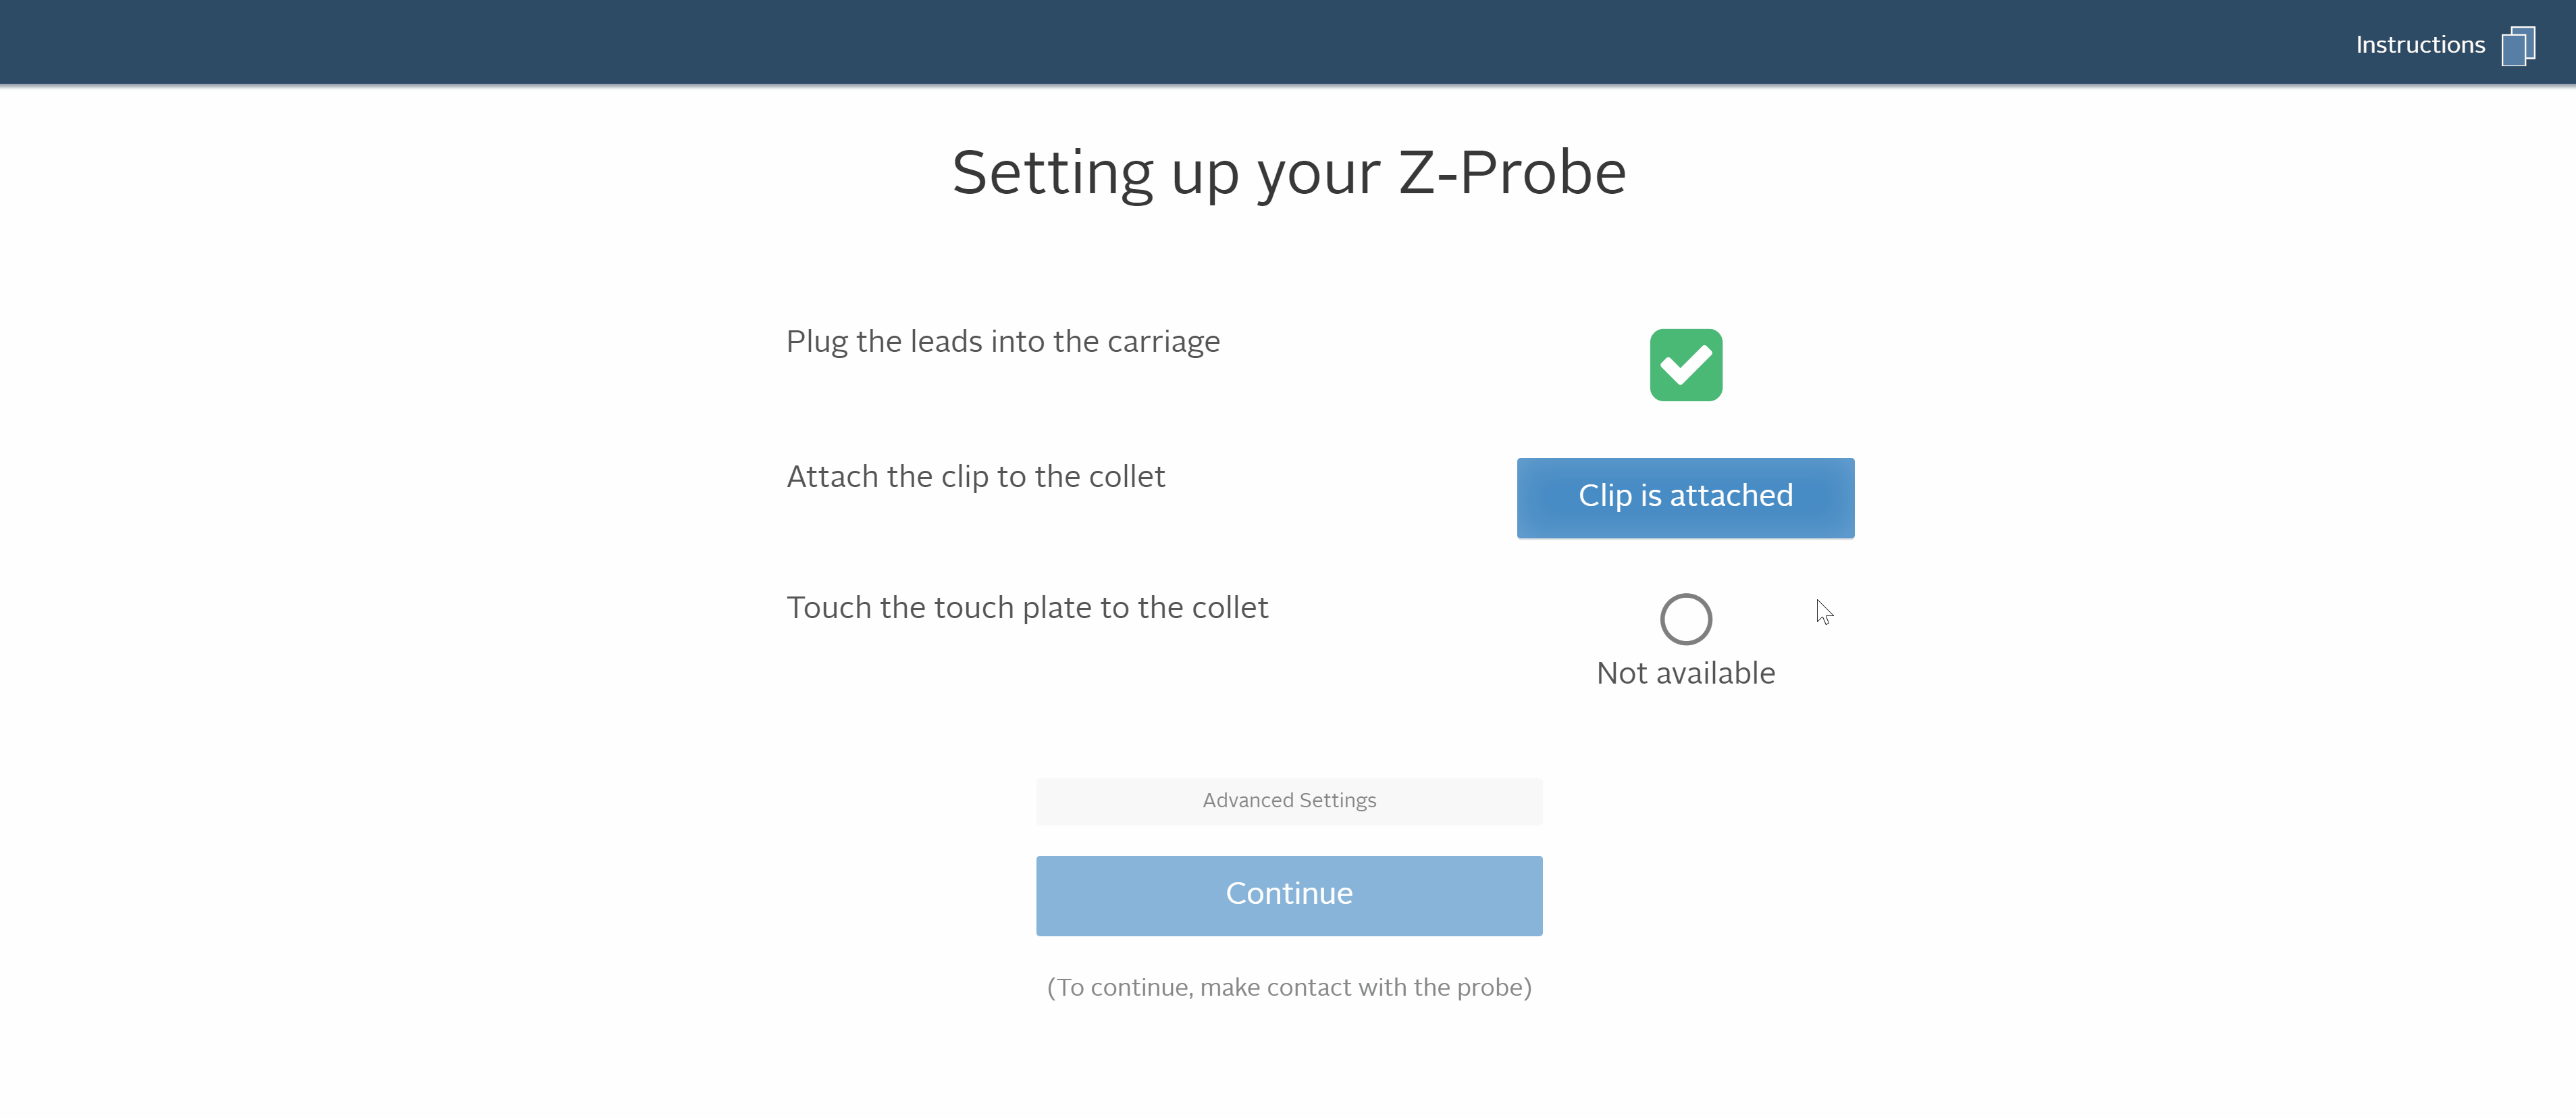 Instructions
Setting up your Z-Probe
Plug the leads into the carriage
Attach the clip to the collet
Clip is attached
Touch the touch plate to the collet
Not available
Advanced Settings
Continue
(To continue, make contact with the probe)